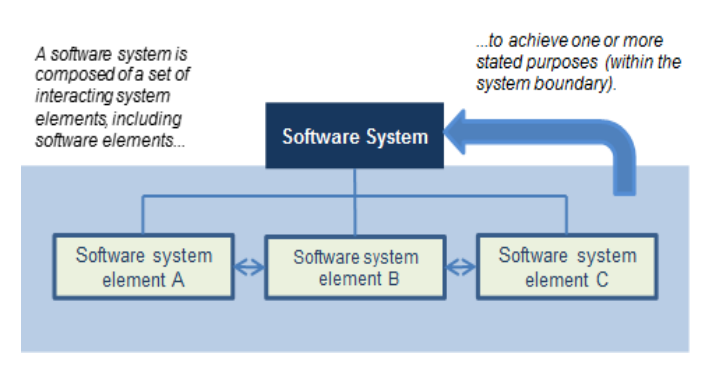 A software system is
composed of a set of
interacting system
elements, including
software elements...
...to achieve one or more
stated purposes (within the
system boundary).
Software System
Software system
element A
Software system
element B
Software system
element C